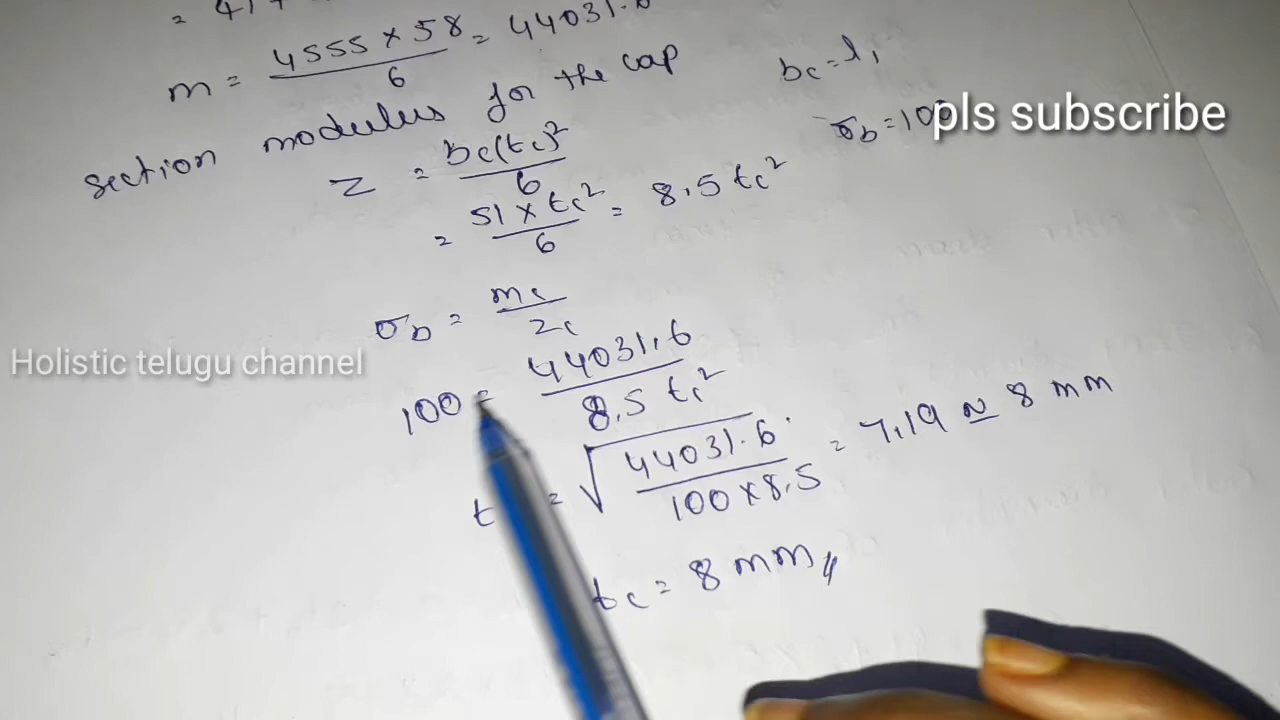 = 41
m = 4555 × 58 / 6 = 44031.6
section modulus for the cap
bc = l1
σb = 100
pls subscribe
Z = bc(tc)² / 6
= 51 × tc² / 6 = 8.5 tc²
σb = mc / Zc
Holistic telugu channel
100 = 44031.6 / 8.5 tc²
t = √ 44031.6 / 100×8.5 = 7.19 ≃ 8 mm
tc = 8 mm